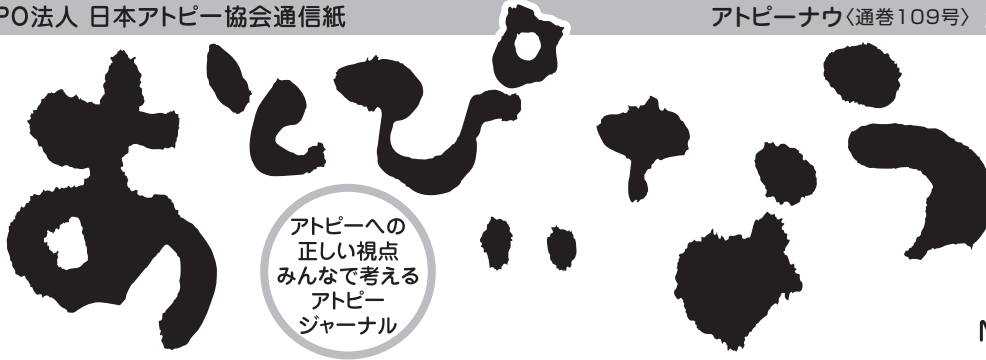 PO法人 日本アトピー協会通信紙
アトピーナウ〈通巻109号〉
あとぴいなう
アトピーへの
正しい視点
みんなで考える
アトピー
ジャーナル